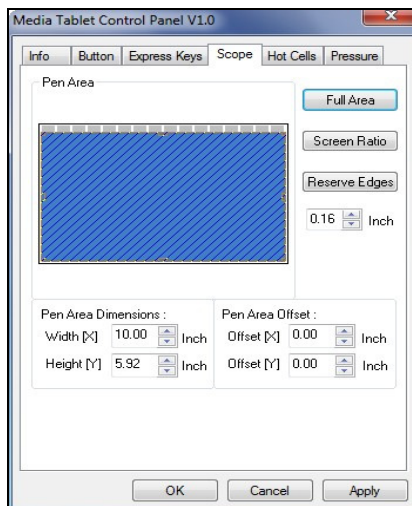 Media Tablet Control Panel V1.0
Info Button Express Keys Scope Hot Cells Pressure
Pen Area
Full Area
Screen Ratio
Reserve Edges
0.16 Inch
Pen Area Dimensions : Pen Area Offset :
Width [X] 10.00 Inch Offset [X] 0.00 Inch
Height [Y] 5.92 Inch Offset [Y] 0.00 Inch
OK Cancel Apply